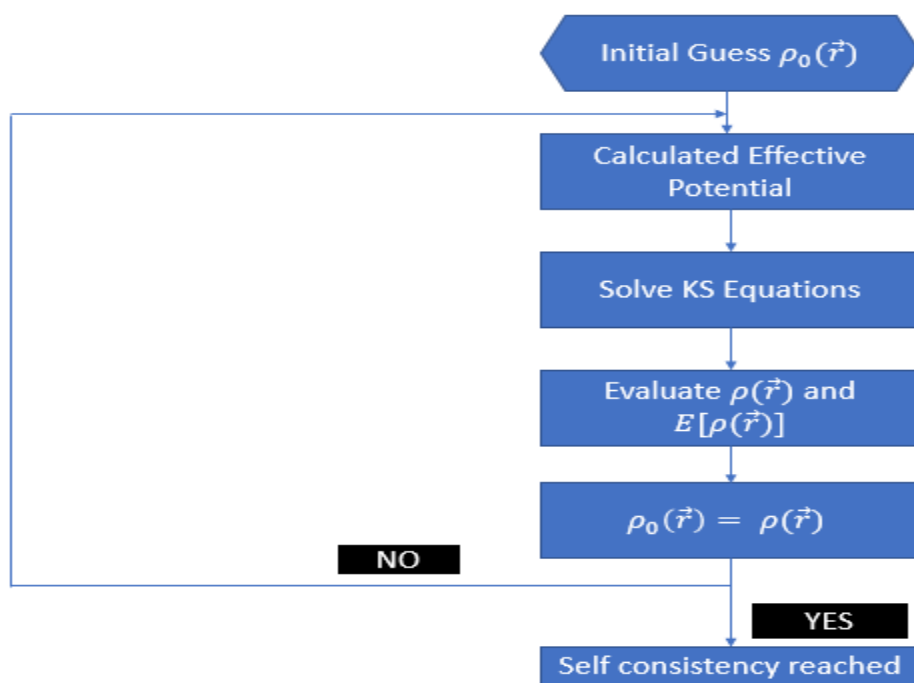 Initial Guess ρ₀(r⃗)
Calculated Effective
Potential
Solve KS Equations
Evaluate ρ(r⃗) and
E[ρ(r⃗)]
ρ₀(r⃗) = ρ(r⃗)
NO
YES
Self consistency reached